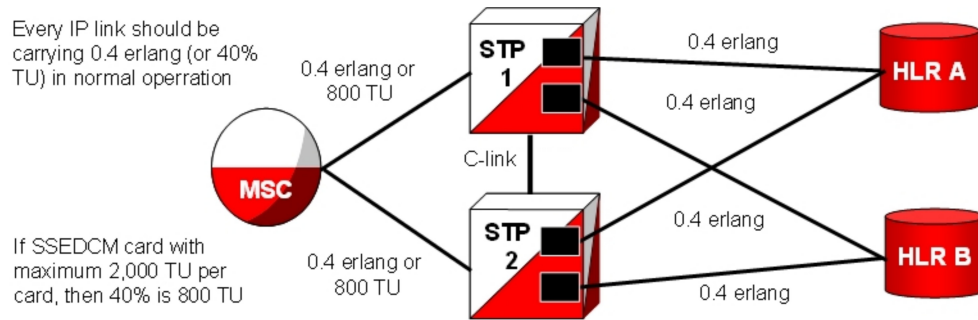 Every IP link should be
carrying 0.4 erlang (or 40%
TU) in normal operration
0.4 erlang or
800 TU
STP
1
0.4 erlang
HLR A
0.4 erlang
MSC
C-link
If SSEDCM card with
maximum 2,000 TU per
card, then 40% is 800 TU
0.4 erlang or
800 TU
STP
2
0.4 erlang
HLR B
0.4 erlang